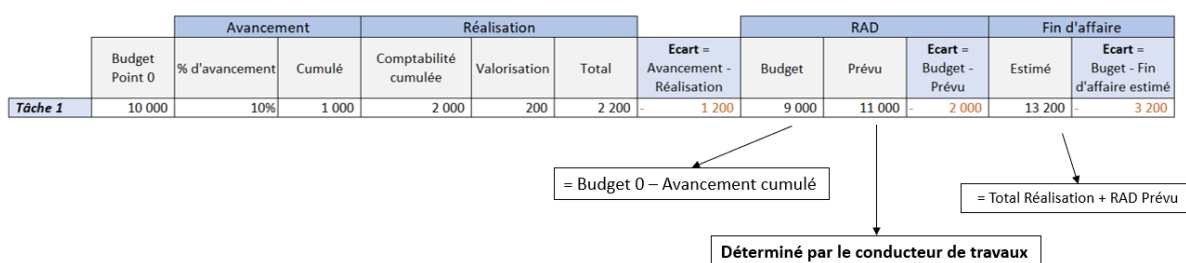 Avancement Réalisation RAD Fin d'affaire
Budget Point 0 % d'avancement Cumulé Comptabilité cumulée Valorisation Total Ecart = Avancement - Réalisation Budget Prévu Ecart = Budget - Prévu Estimé Ecart = Buget - Fin d'affaire estimé
Tâche 1 10 000 10% 1 000 2 000 200 2 200 - 1 200 9 000 11 000 - 2 000 13 200 - 3 200
= Budget 0 – Avancement cumulé
= Total Réalisation + RAD Prévu
Déterminé par le conducteur de travaux